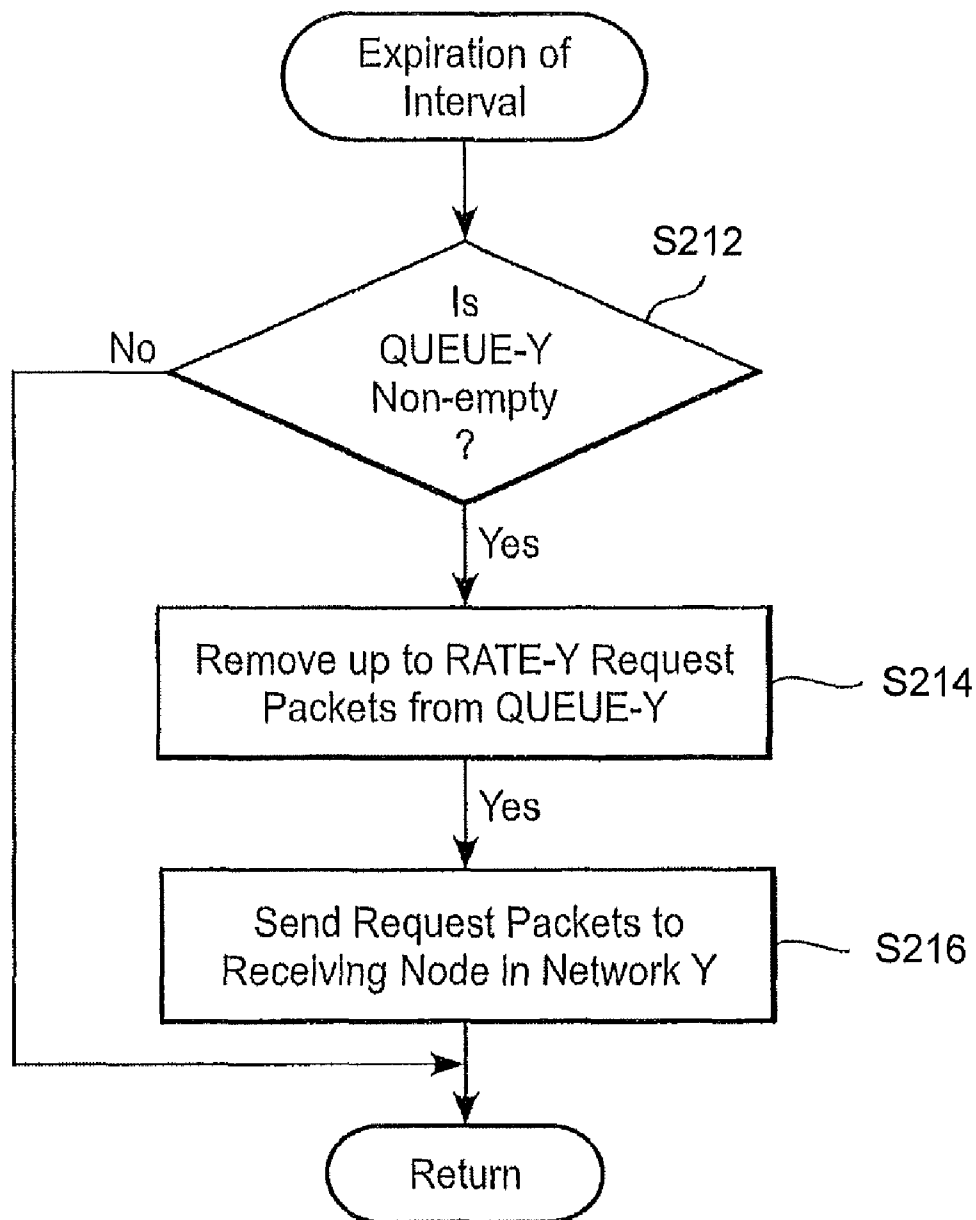 Expiration of
Interval
S212
Is
QUEUE-Y
Non-empty
?
No
Yes
Remove up to RATE-Y Request
Packets from QUEUE-Y
S214
Yes
Send Request Packets to
Receiving Node in Network Y
S216
Return